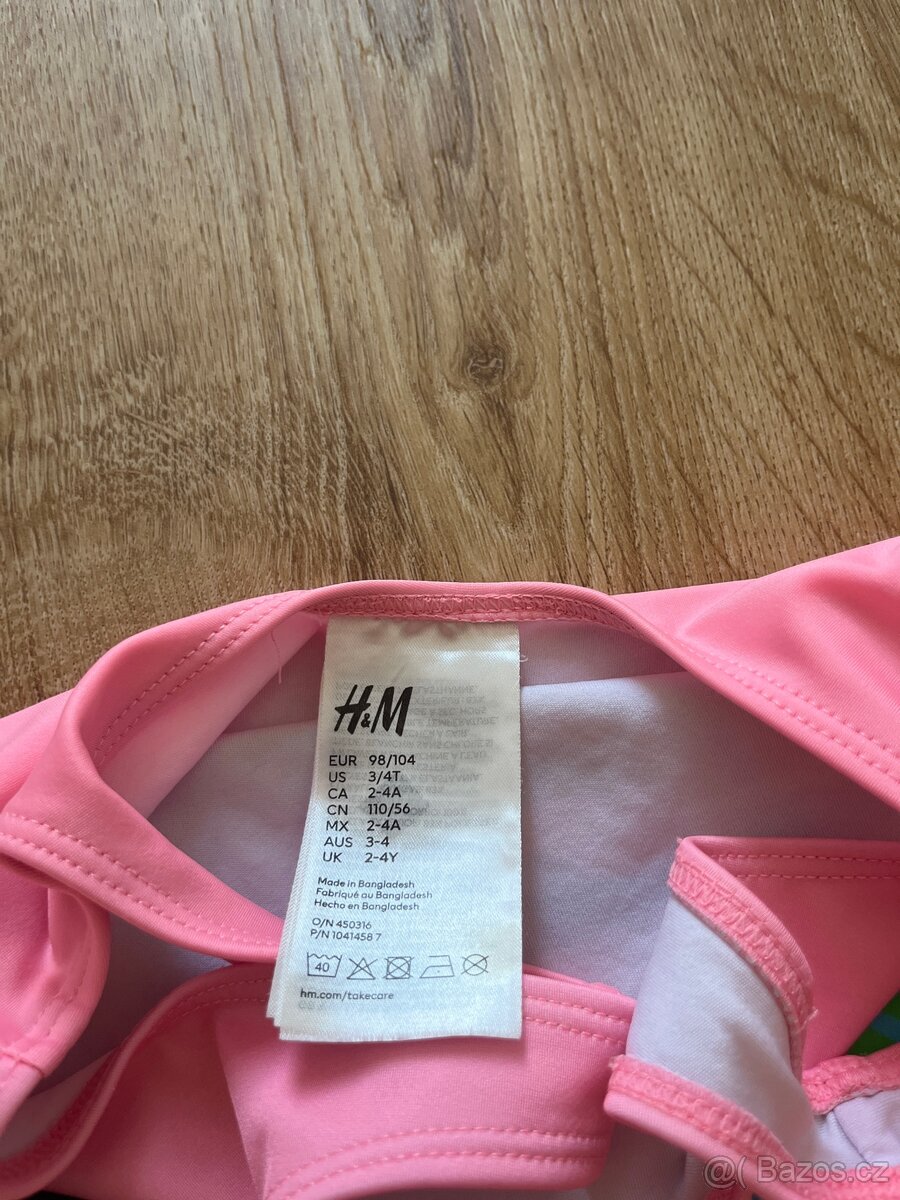 H&M
EUR 98/104
US 3/4T
CA 2-4A
CN 110/56
MX 2-4A
AUS 3-4
UK 2-4Y
Made in Bangladesh
Fabriqué au Bangladesh
Hecho en Bangladesh
O/N 450316
P/N 1041458 7
40
hm.com/takecare
@( Bazos.cz